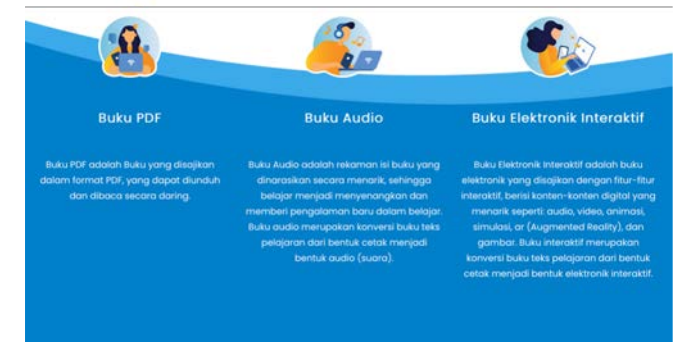 Buku PDF
Buku PDF adalah Buku yang disajikan
dalam format PDF, yang dapat diunduh
dan dibaca secara daring.
Buku Audio
Buku Audio adalah rekaman isi buku yang
dinarasikan secara menarik, sehingga
belajar menjadi menyenangkan dan
memberi pengalaman baru dalam belajar.
Buku audio merupakan konversi buku teks
pelajaran dari bentuk cetak menjadi
bentuk audio (suara).
Buku Elektronik Interaktif
Buku Elektronik Interaktif adalah buku
elektronik yang disajikan dengan fitur-fitur
interaktif, berisi konten-konten digital yang
menarik seperti: audio, video, animasi,
simulasi, ar (Augmented Reality), dan
gambar. Buku interaktif merupakan
konversi buku teks pelajaran dari bentuk
cetak menjadi bentuk elektronik interaktif.